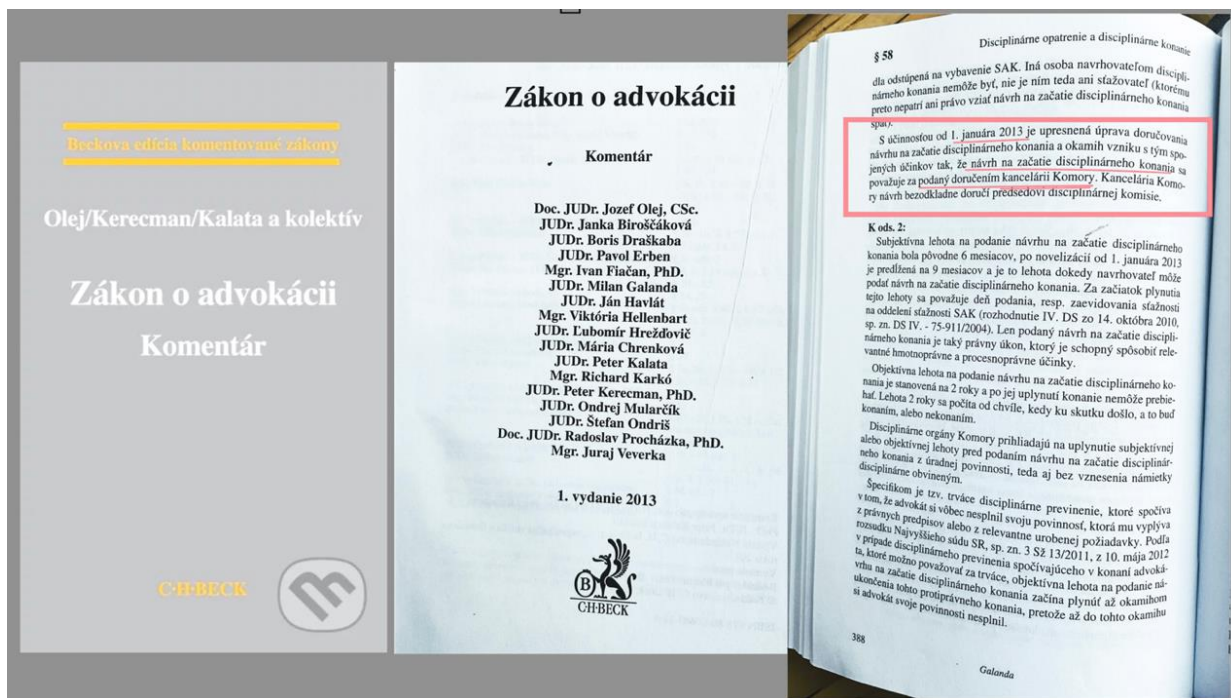 Beckova edícia komentované zákony
Olej/Kerecman/Kalata a kolektív
Zákon o advokácii
Komentár
C·H·BECK
Zákon o advokácii
Komentár
Doc. JUDr. Jozef Olej, CSc.
JUDr. Janka Biroščáková
JUDr. Boris Draškaba
JUDr. Pavol Erben
Mgr. Ivan Fiačan, PhD.
JUDr. Milan Galanda
JUDr. Ján Havlát
Mgr. Viktória Hellenbart
JUDr. Ľubomír Hrežďovič
JUDr. Mária Chrenková
JUDr. Peter Kalata
Mgr. Richard Karkó
JUDr. Peter Kerecman, PhD.
JUDr. Ondrej Mularčík
JUDr. Štefan Ondriš
Doc. JUDr. Radoslav Procházka, PhD.
Mgr. Juraj Veverka
1. vydanie 2013
B
C·H·BECK
§ 58
Disciplinárne opatrenie a disciplinárne konanie
dla odstúpená na vybavenie SAK. Iná osoba navrhovateľom discipli-
nárneho konania nemôže byť, nie je ním teda ani sťažovateľ (ktorému
preto nepatrí ani právo vziať návrh na začatie disciplinárneho konania
späť).
S účinnosťou od 1. januára 2013 je upresnená úprava doručovania
návrhu na začatie disciplinárneho konania a okamih vzniku s tým spo-
jených účinkov tak, že návrh na začatie disciplinárneho konania sa
považuje za podaný doručením kancelárii Komory. Kancelária Komo-
ry návrh bezodkladne doručí predsedovi disciplinárnej komisie.
K ods. 2:
Subjektívna lehota na podanie návrhu na začatie disciplinárneho
konania bola pôvodne 6 mesiacov, po novelizácií od 1. januára 2013
je predĺžená na 9 mesiacov a je to lehota dokedy navrhovateľ môže
podať návrh na začatie disciplinárneho konania. Za začiatok plynutia
tejto lehoty sa považuje deň podania, resp. zaevidovania sťažnosti
na oddelení sťažností SAK (rozhodnutie IV. DS zo 14. októbra 2010,
sp. zn. DS IV. - 75-911/2004). Len podaný návrh na začatie discipli-
nárneho konania je taký právny úkon, ktorý je schopný spôsobiť rele-
vantné hmotnoprávne a procesnoprávne účinky.
Objektívna lehota na podanie návrhu na začatie disciplinárneho ko-
nania je stanovená na 2 roky a po jej uplynutí konanie nemôže prebie-
hať. Lehota 2 roky sa počíta od chvíle, kedy ku skutku došlo, a to buď
konaním, alebo nekonaním.
Disciplinárne orgány Komory prihliadajú na uplynutie subjektívnej
alebo objektívnej lehoty pred podaním návrhu na začatie disciplinár-
neho konania z úradnej povinnosti, teda aj bez vznesenia námietky
disciplinárne obvineným.
Špecifikom je tzv. trváce disciplinárne previnenie, ktoré spočíva
v tom, že advokát si vôbec nesplnil svoju povinnosť, ktorá mu vyplýva
z právnych predpisov alebo z relevantne urobenej požiadavky. Podľa
rozsudku Najvyššieho súdu SR, sp. zn. 3 Sž 13/2011, z 10. mája 2012
v prípade disciplinárneho previnenia spočívajúceho v konaní advoká-
ta, ktoré možno považovať za trváce, objektívna lehota na podanie ná-
vrhu na začatie disciplinárneho konania začína plynúť až okamihom
ukončenia tohto protiprávneho konania, pretože až do tohto okamihu
si advokát svoje povinnosti nesplnil.
388
Galanda